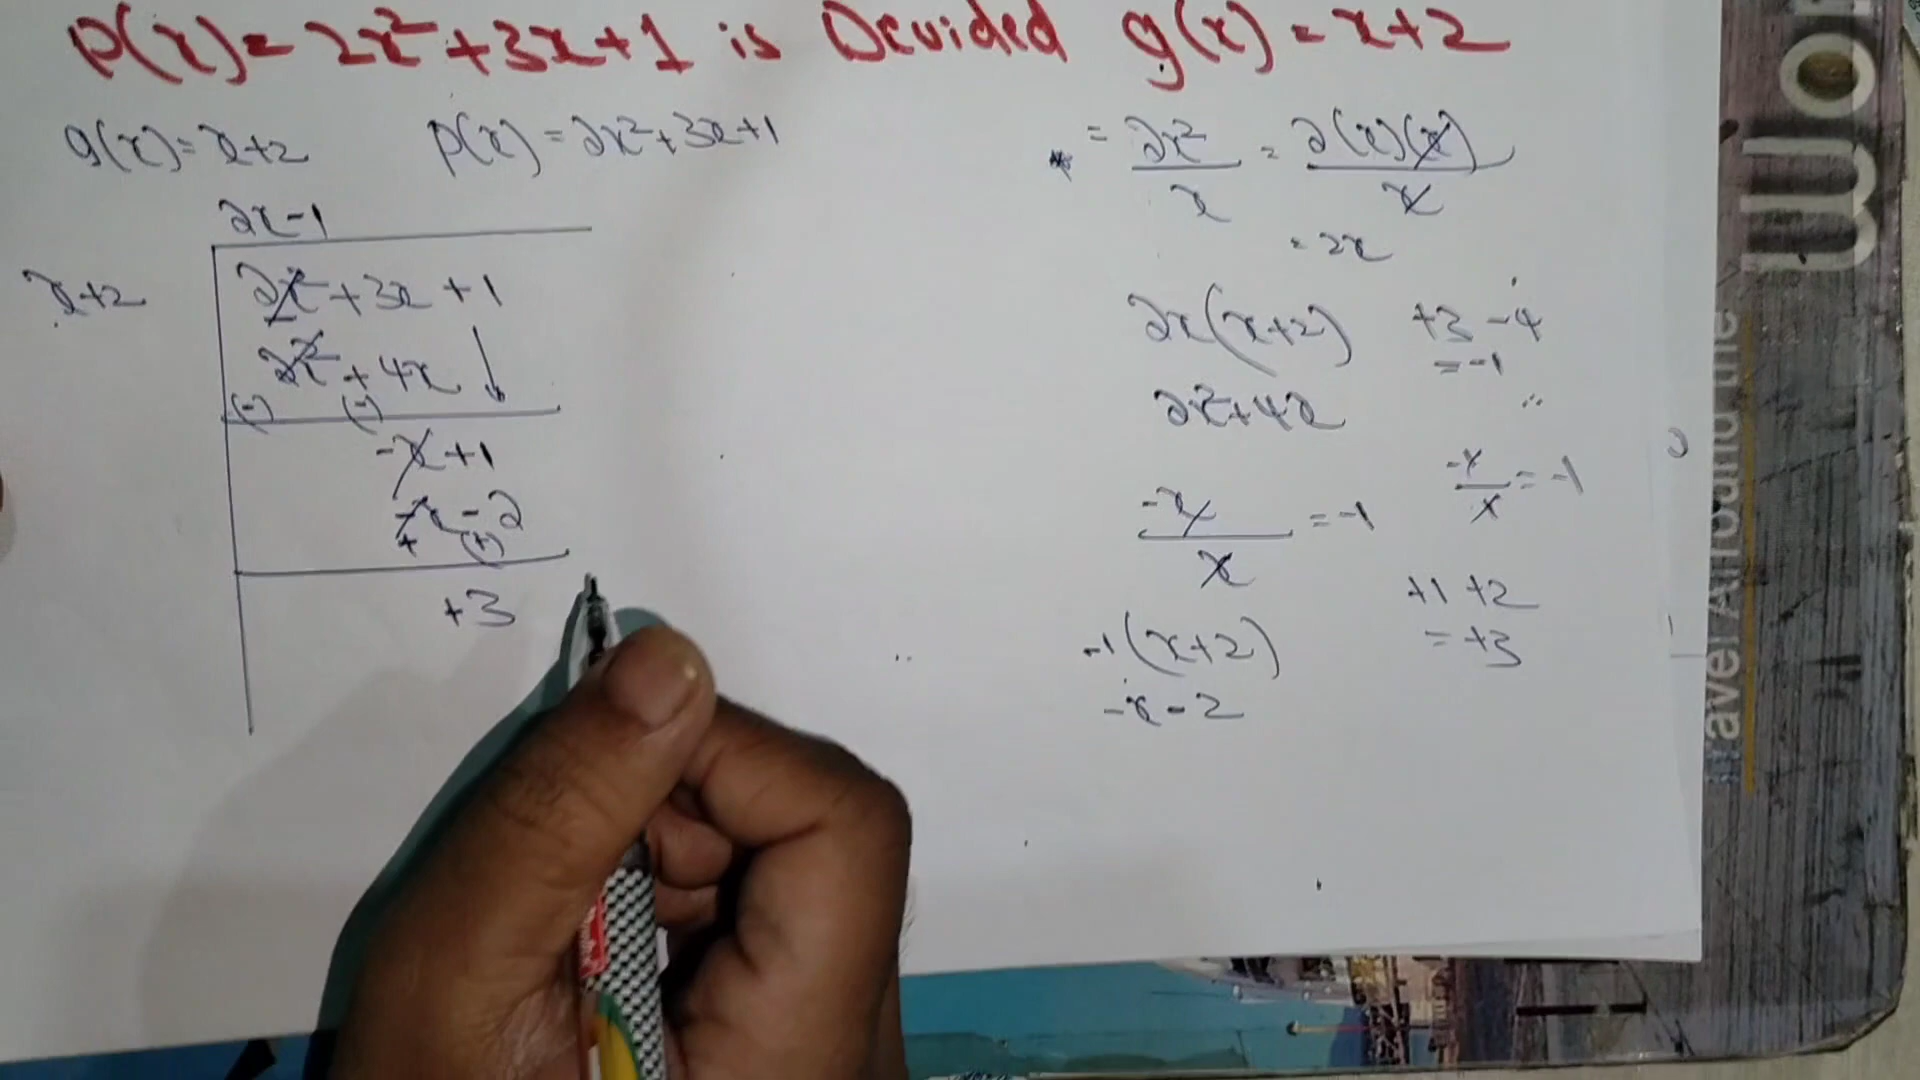 P(x) = 2x² + 3x + 1 is Devided g(x) = x+2
g(x) = x+2 P(x) = 2x² + 3x + 1
2x - 1
x+2
2x² + 3x + 1
2x² + 4x
(-) (-)
-x + 1
-x - 2
+ (+)
+3
= 2x²/x = 2(x)(x)/x
= 2x
2x(x+2) +3 - 4
= -1
2x² + 4x
-x/x = -1
-x/x = -1
+1 +2
= +3
-1(x+2)
-x - 2
Around the